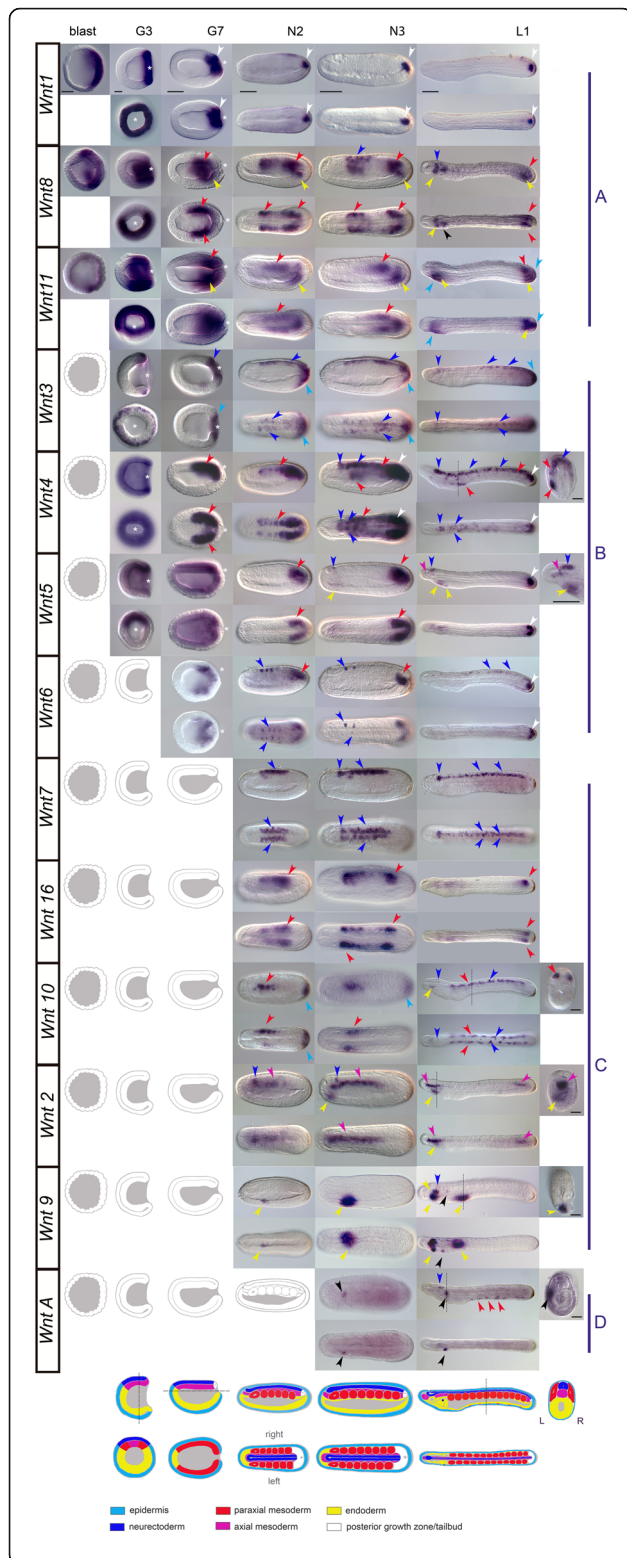 blast G3 G7 N2 N3 L1
Wnt1
Wnt8
Wnt11
A
Wnt3
Wnt4
Wnt5
Wnt6
B
Wnt7
Wnt 16
Wnt 10
Wnt 2
Wnt 9
C
Wnt A
D
L R
right
left
epidermis paraxial mesoderm endoderm
neurectoderm axial mesoderm posterior growth zone/tailbud